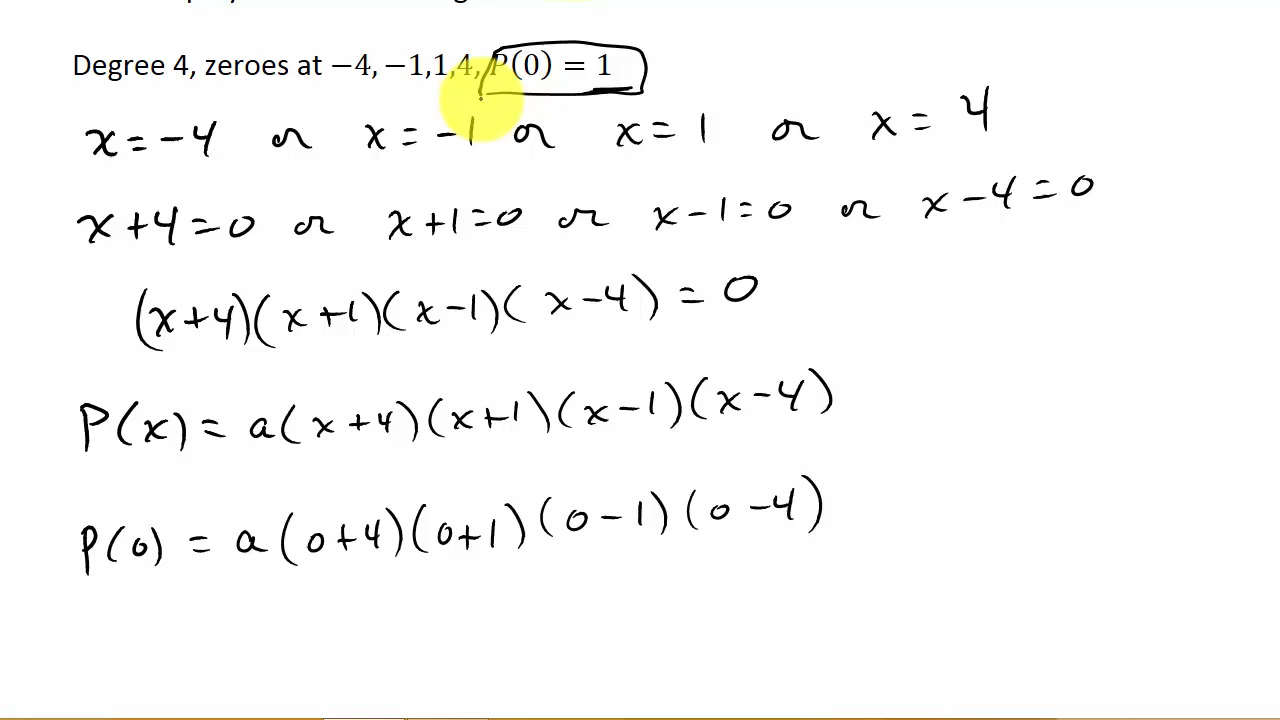 Degree 4, zeroes at −4, −1,1,4, P(0) = 1
x = −4 or x = −1 or x = 1 or x = 4
x+4=0 or x+1=0 or x−1=0 or x−4=0
(x+4)(x+1)(x−1)(x−4) = 0
P(x) = a(x+4)(x+1)(x−1)(x−4)
P(0) = a(0+4)(0+1)(0−1)(0−4)